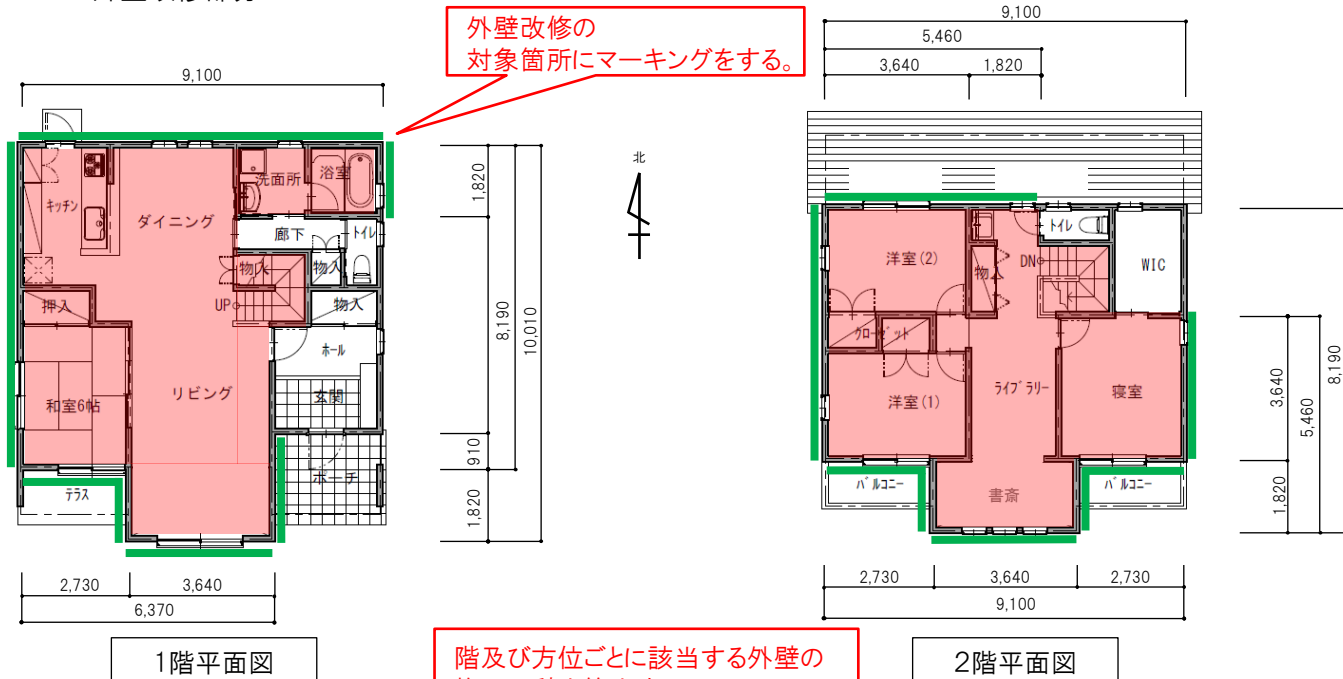 外壁改修の
対象箇所にマーキングをする。
9,100
キッチン
ダイニング
洗面所
浴室
廊下
トイレ
物入
物入
押入
UP
物入
ホール
リビング
和室6帖
玄関
テラス
ポーチ
1,820
8,190
10,010
910
1,820
2,730
3,640
6,370
1階平面図
北
9,100
5,460
3,640
1,820
洋室(2)
物入
DN
トイレ
WIC
クローゼット
洋室(1)
ライブラリー
寝室
バルコニー
書斎
バルコニー
3,640
5,460
8,190
1,820
2,730
3,640
2,730
9,100
2階平面図
階及び方位ごとに該当する外壁の